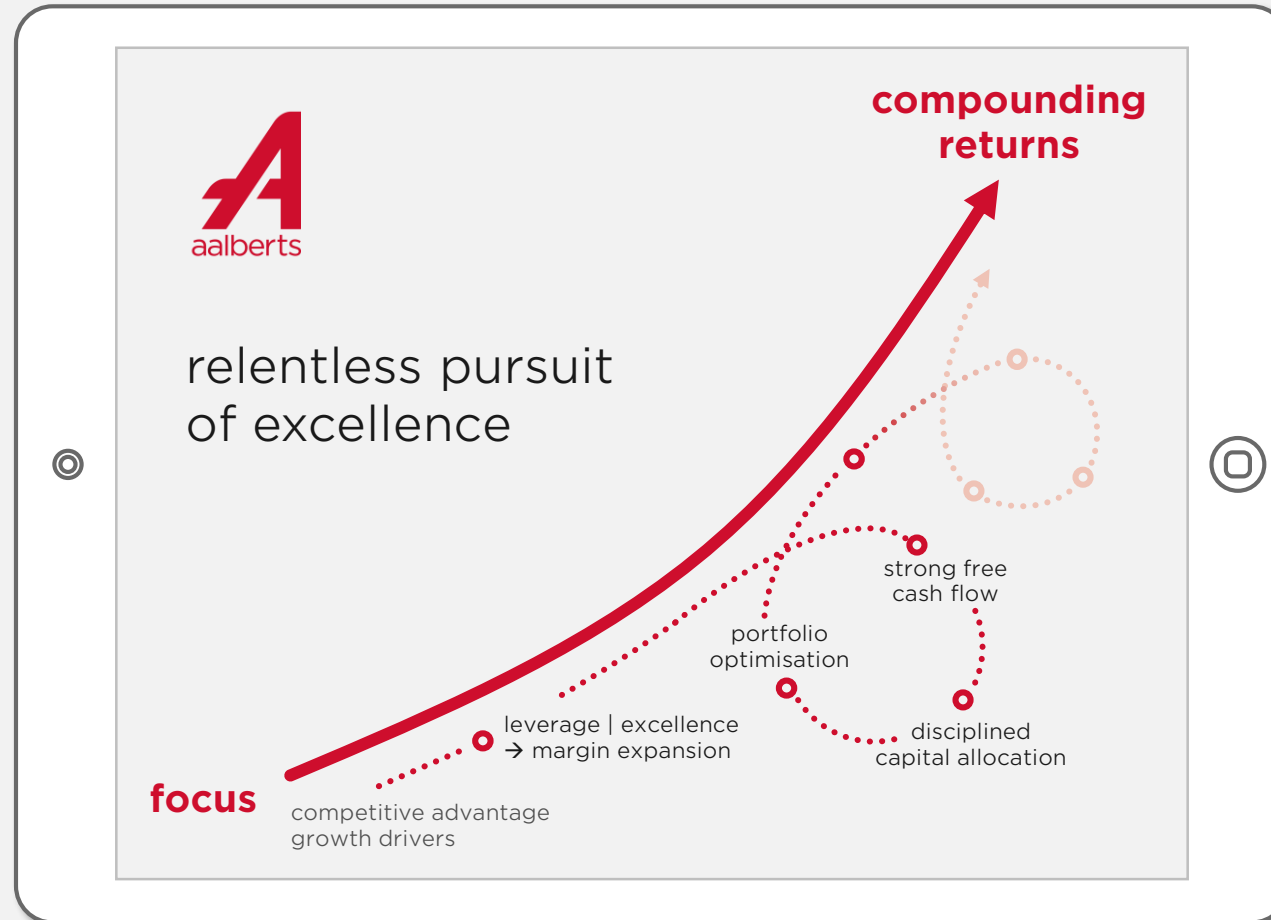 compounding
returns
aalberts
relentless pursuit
of excellence
strong free
cash flow
portfolio
optimisation
leverage | excellence
→ margin expansion
disciplined
capital allocation
focus
competitive advantage
growth drivers